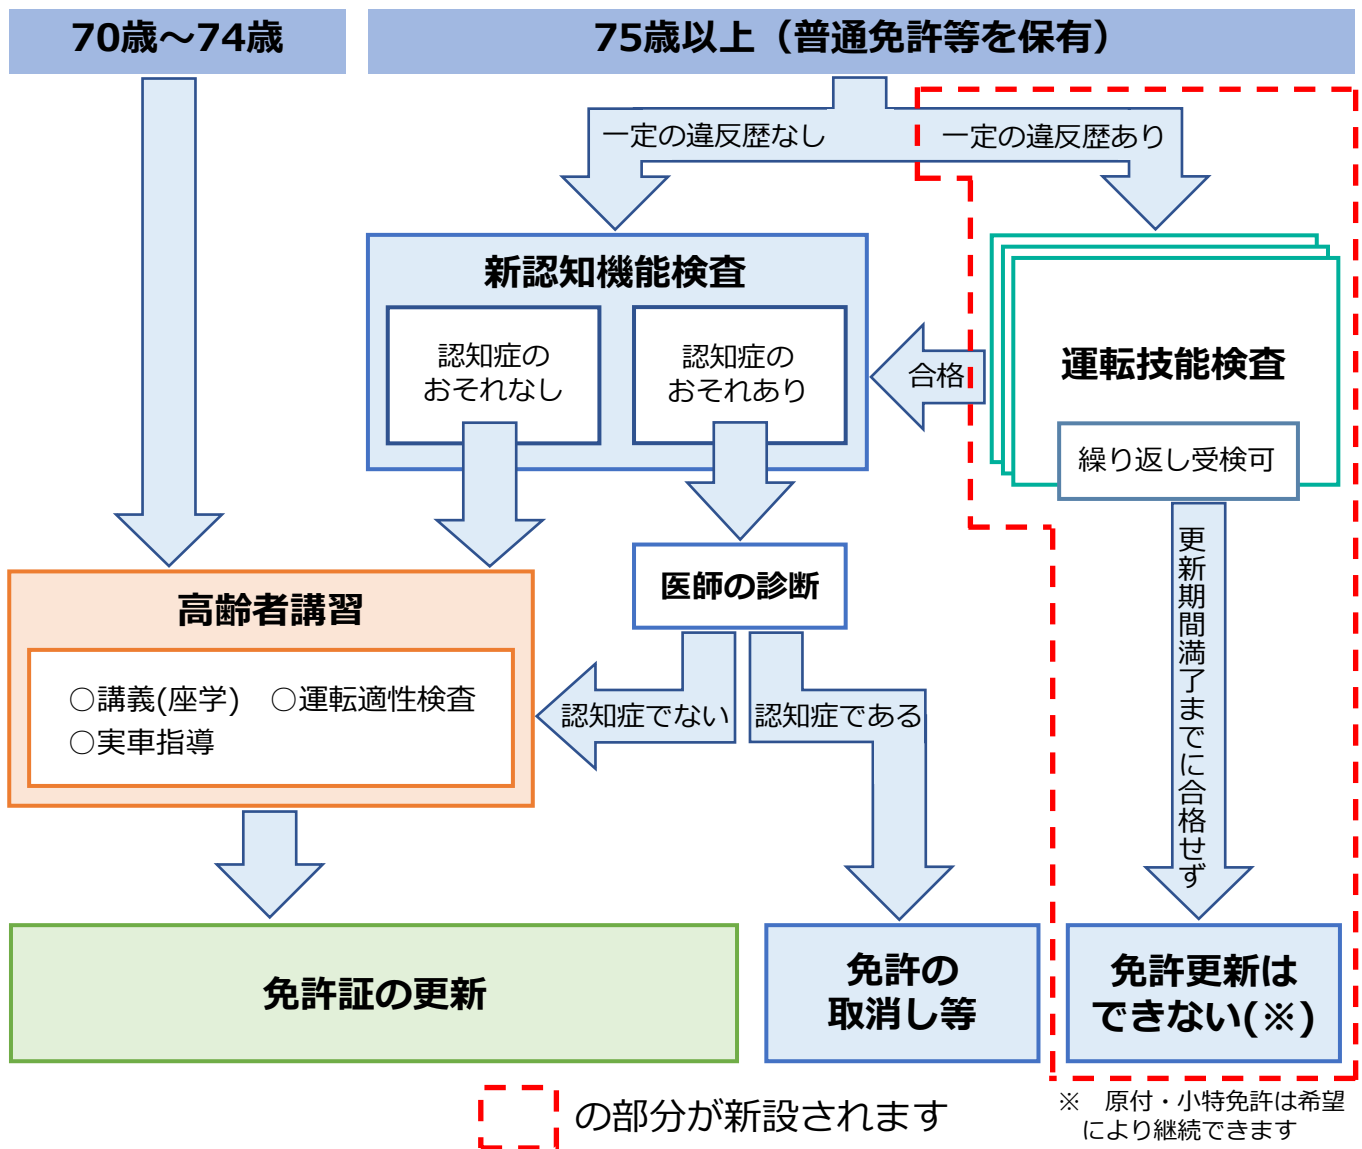 70歳～74歳
75歳以上（普通免許等を保有）
一定の違反歴なし
一定の違反歴あり
新認知機能検査
認知症の
おそれなし
認知症の
おそれあり
合格
運転技能検査
繰り返し受検可
更新期間満了までに合格せず
医師の診断
高齢者講習
○講義(座学)　○運転適性検査
○実車指導
認知症でない
認知症である
免許証の更新
免許の
取消し等
免許更新は
できない(※)
の部分が新設されます
※　原付・小特免許は希望
により継続できます